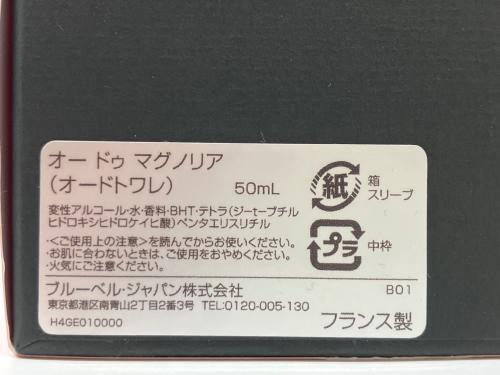 オー ドゥ マグノリア
(オードトワレ) 50mL
変性アルコール・水・香料・BHT・テトラ(ジ-t-ブチル
ヒドロキシヒドロケイヒ酸)ペンタエリスリチル
・<ご使用上の注意>を読んでからお使いください。
・お肌に合わないときは、ご使用をおやめください。
・火気にご注意ください。
ブルーベル・ジャパン株式会社
東京都港区南青山2丁目2番3号 TEL:0120-005-130
H4GE010000
紙 箱
スリーブ
プラ 中枠
B01
フランス製